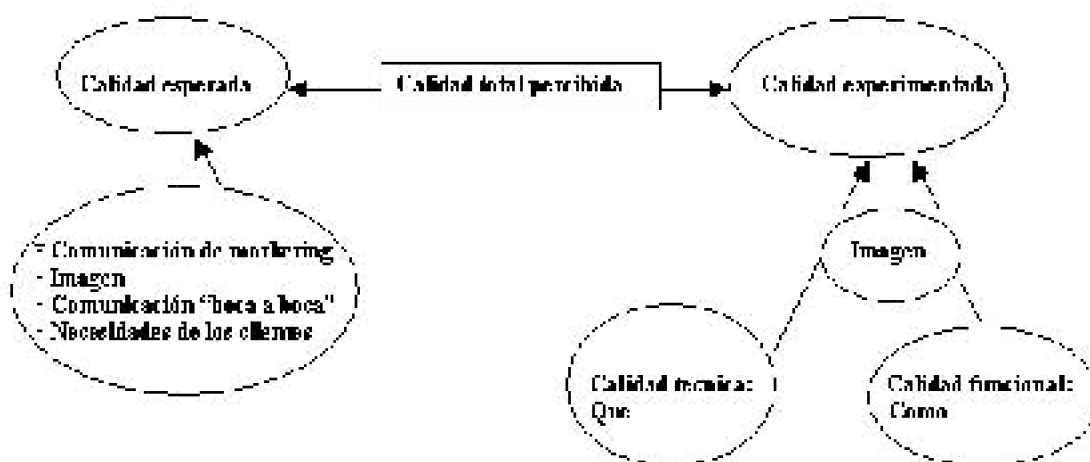 Calidad esperada
Calidad total percibida
Calidad experimentada
- Comunicación de marketing
- Imagen
- Comunicación "boca a boca"
- Necesidades de los clientes
Imagen
Calidad tecnica:
Que
Calidad funcional:
Como